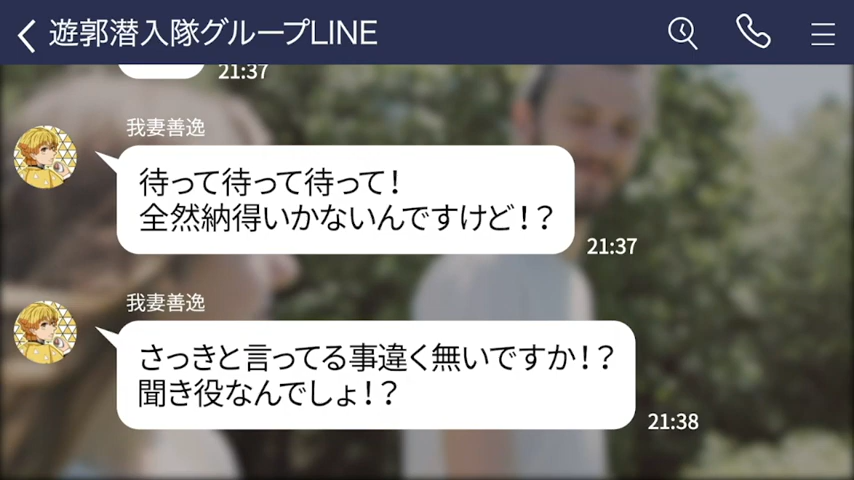 遊郭潜入隊グループLINE
21:37
我妻善逸
待って待って待って!
全然納得いかないんですけど!?
21:37
我妻善逸
さっきと言ってる事違く無いですか!?
聞き役なんでしょ!?
21:38